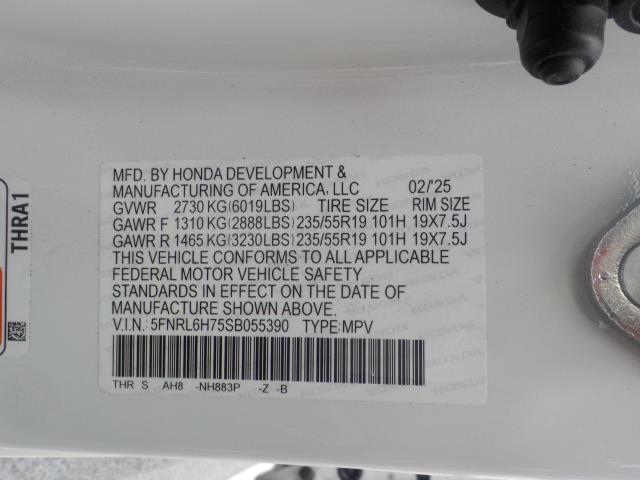 MFD. BY HONDA DEVELOPMENT &
MANUFACTURING OF AMERICA, LLC 02/'25
GVWR 2730 KG(6019LBS) TIRE SIZE RIM SIZE
GAWR F 1310 KG(2888LBS) 235/55R19 101H 19X7.5J
GAWR R 1465 KG(3230LBS) 235/55R19 101H 19X7.5J
THIS VEHICLE CONFORMS TO ALL APPLICABLE
FEDERAL MOTOR VEHICLE SAFETY
STANDARDS IN EFFECT ON THE DATE OF
MANUFACTURE SHOWN ABOVE.
V.I.N.: 5FNRL6H75SB055390 TYPE:MPV
THR S AH8 -NH883P -Z -B
THRA1